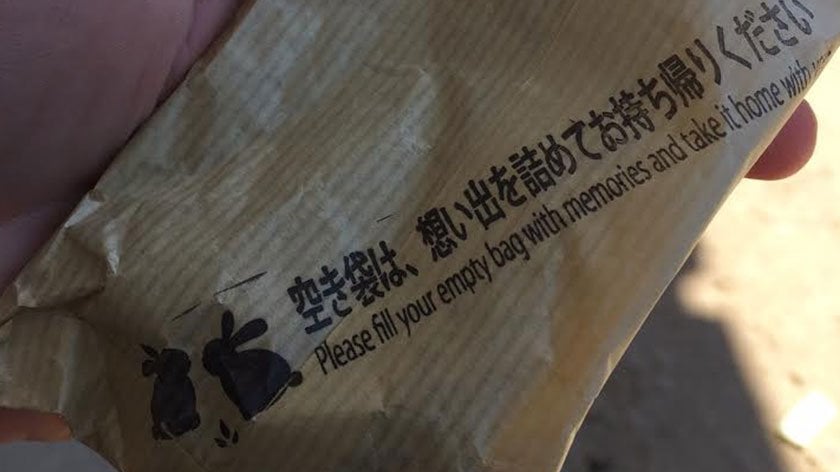 空き袋は、想い出を詰めてお持ち帰りください
Please fill your empty bag with memories and take it home with